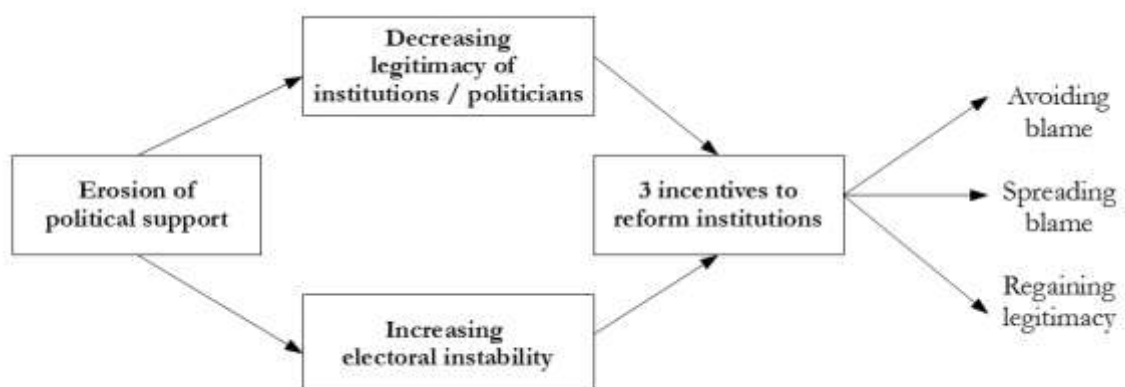 Decreasing
legitimacy of
institutions / politicians
Erosion of
political support
3 incentives to
reform institutions
Increasing
electoral instability
Avoiding
blame
Spreading
blame
Regaining
legitimacy